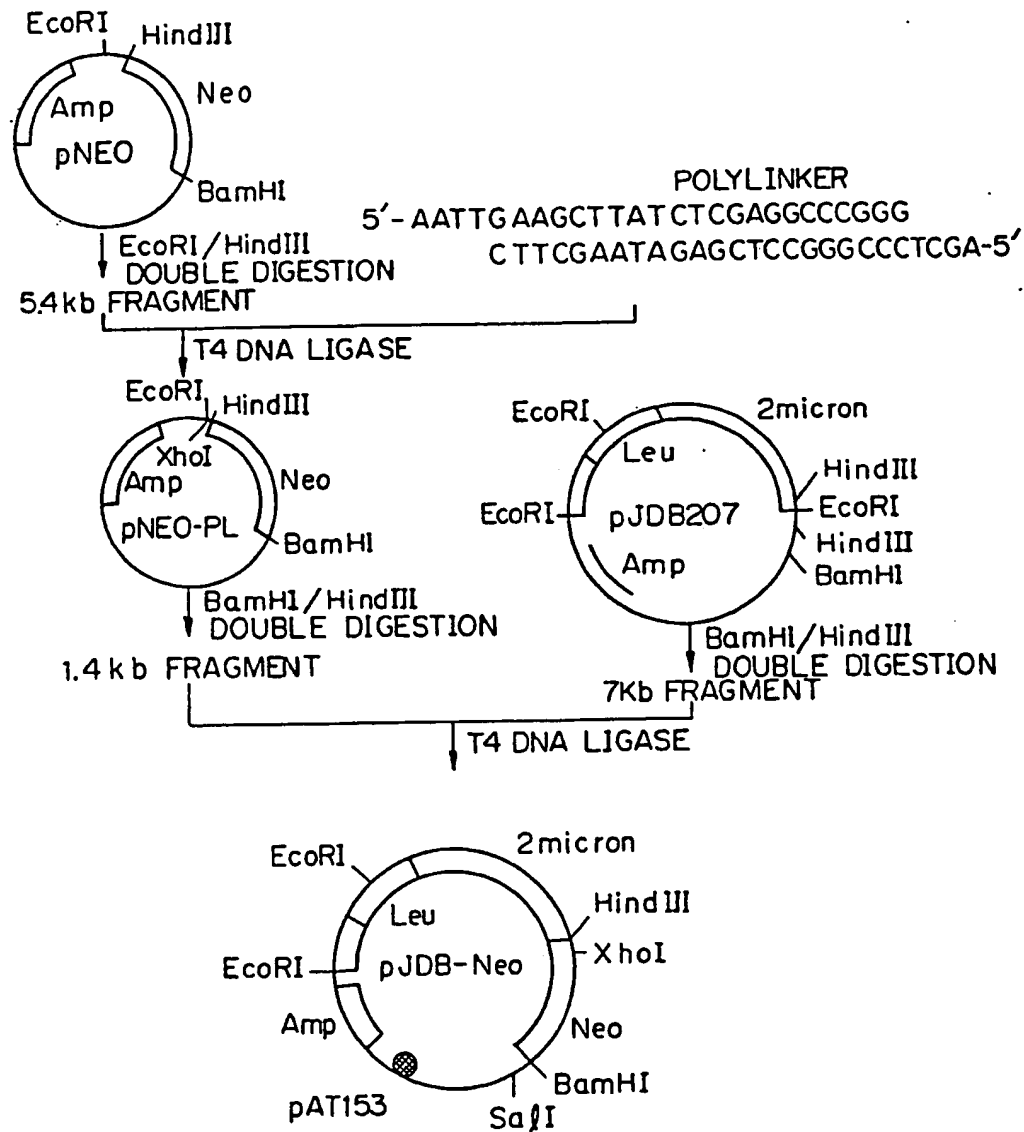 EcoRI
HindIII
Amp
Neo
pNEO
BamHI
POLYLINKER
5′-AATTGAAGCTTATCTCGAGGCCCGGG
CTTCGAATAGAGCTCCGGGCCCTCGA-5′
EcoRI/HindIII
DOUBLE DIGESTION
5.4kb FRAGMENT
T4 DNA LIGASE
EcoRI
HindIII
XhoI
Amp
Neo
pNEO-PL
BamHI
EcoRI
2micron
Leu
HindIII
EcoRI
pJDB207
EcoRI
HindIII
Amp
BamHI
BamHI/HindIII
DOUBLE DIGESTION
1.4kb FRAGMENT
BamHI/HindIII
DOUBLE DIGESTION
7Kb FRAGMENT
T4 DNA LIGASE
2micron
EcoRI
HindIII
Leu
XhoI
EcoRI
pJDB-Neo
Amp
Neo
BamHI
pAT153
SalI